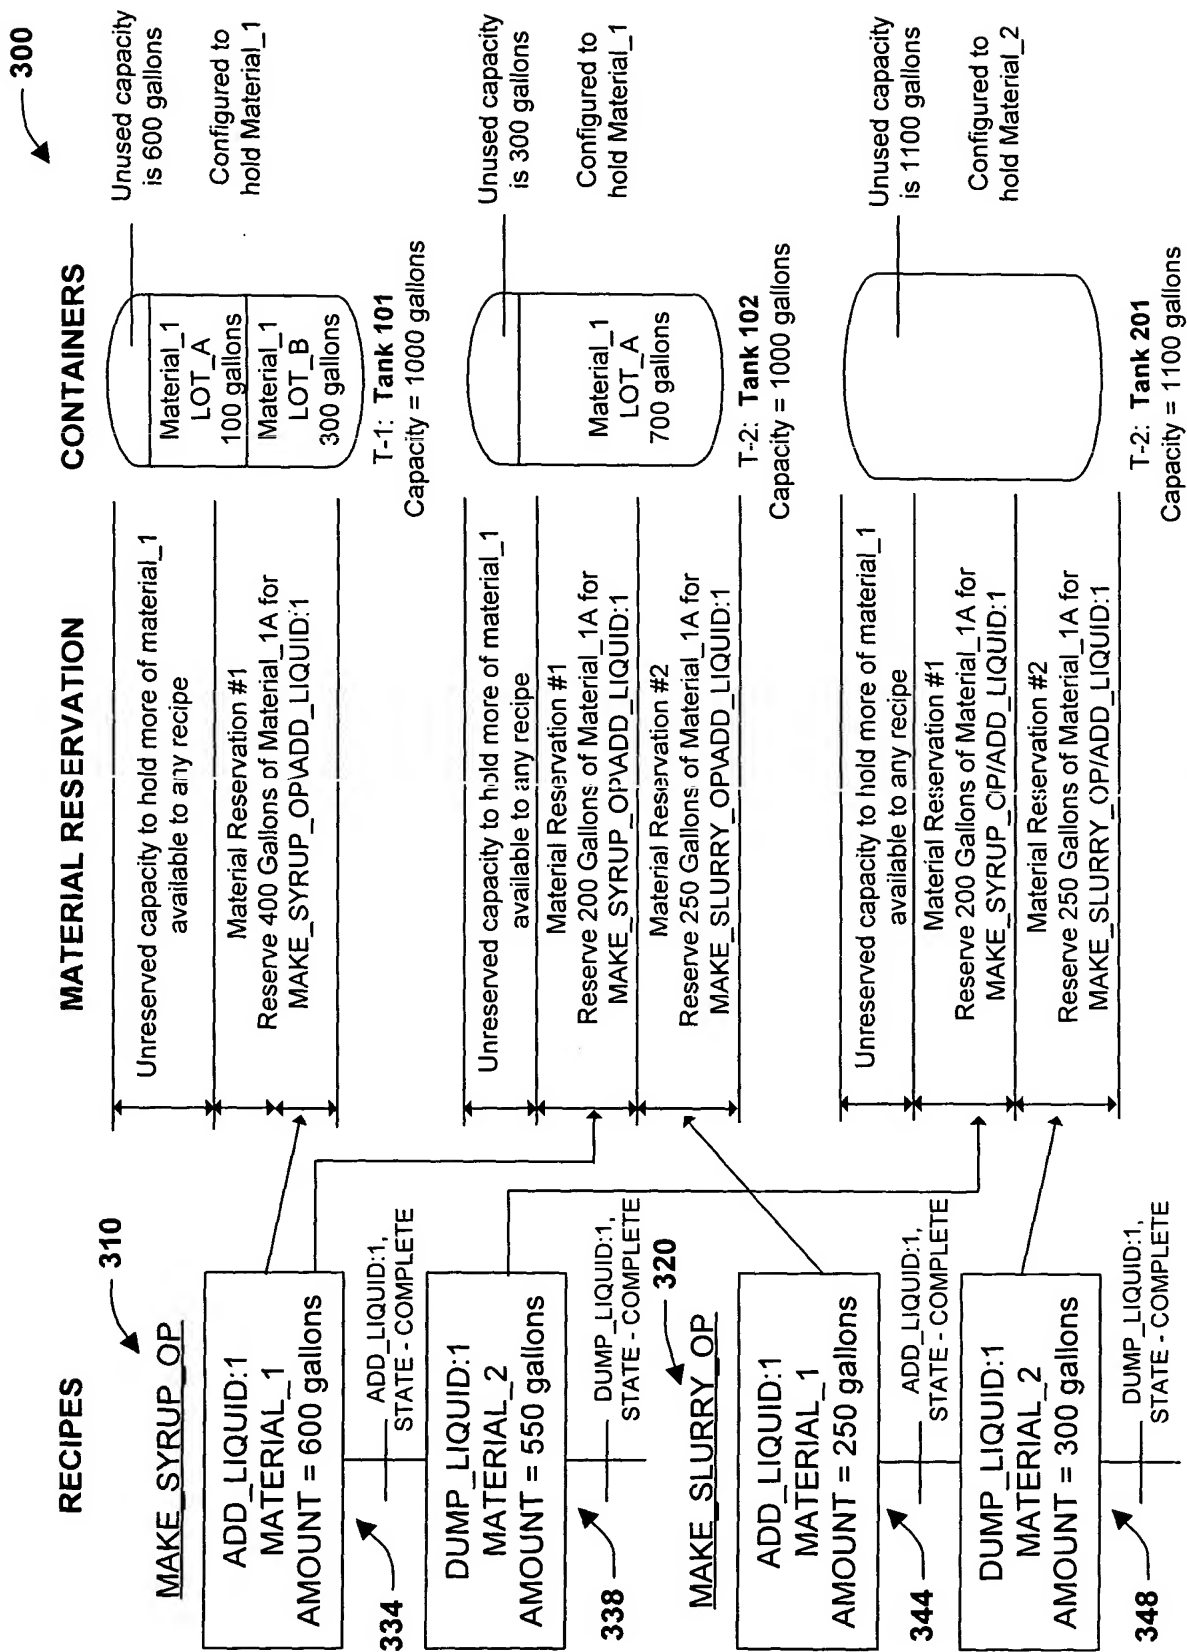 300
RECIPES
MATERIAL RESERVATION
CONTAINERS
MAKE_SYRUP_OP
310
ADD_LIQUID:1
MATERIAL_1
AMOUNT = 600 gallons
334
ADD_LIQUID:1,
STATE - COMPLETE
DUMP_LIQUID:1
MATERIAL_2
AMOUNT = 550 gallons
338
DUMP_LIQUID:1,
STATE - COMPLETE
MAKE_SLURRY_OP
320
ADD_LIQUID:1
MATERIAL_1
AMOUNT = 250 gallons
344
ADD_LIQUID:1,
STATE - COMPLETE
DUMP_LIQUID:1
MATERIAL_2
AMOUNT = 300 gallons
348
DUMP_LIQUID:1,
STATE - COMPLETE
Unreserved capacity to hold more of material_1
available to any recipe
Material Reservation #1
Reserve 400 Gallons of Material_1A for
MAKE_SYRUP_OP\ADD_LIQUID:1
Unreserved capacity to hold more of material_1
available to any recipe
Material Reservation #1
Reserve 200 Gallons of Material_1A for
MAKE_SYRUP_OP\ADD_LIQUID:1
Material Reservation #2
Reserve 250 Gallons of Material_1A for
MAKE_SLURRY_OP\ADD_LIQUID:1
Unreserved capacity to hold more of material_1
available to any recipe
Material Reservation #1
Reserve 200 Gallons of Material_1A for
MAKE_SYRUP_OP/ADD_LIQUID:1
Material Reservation #2
Reserve 250 Gallons of Material_1A for
MAKE_SLURRY_OP/ADD_LIQUID:1
Material_1
LOT_A
100 gallons
Material_1
LOT_B
300 gallons
T-1: Tank 101
Capacity = 1000 gallons
Unused capacity
is 600 gallons
Configured to
hold Material_1
Material_1
LOT_A
700 gallons
T-2: Tank 102
Capacity = 1000 gallons
Unused capacity
is 300 gallons
Configured to
hold Material_1
T-2: Tank 201
Capacity = 1100 gallons
Unused capacity
is 1100 gallons
Configured to
hold Material_2